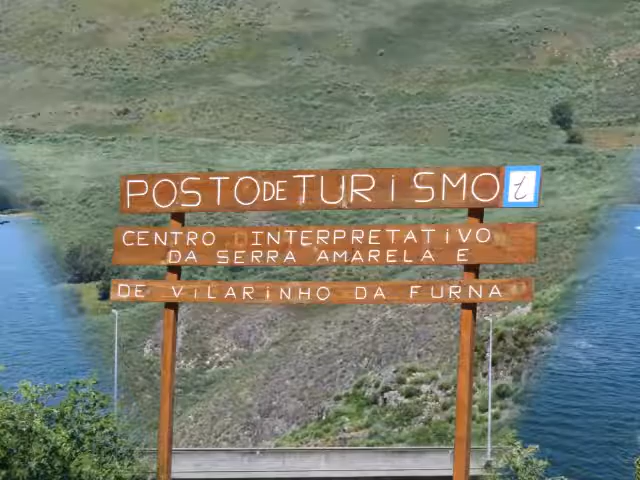 POSTO DE TURiSMO i
CENTRO INTERPRETATiVO
DA SERRA AMARELA E
DE VILARiNHO DA FURNA